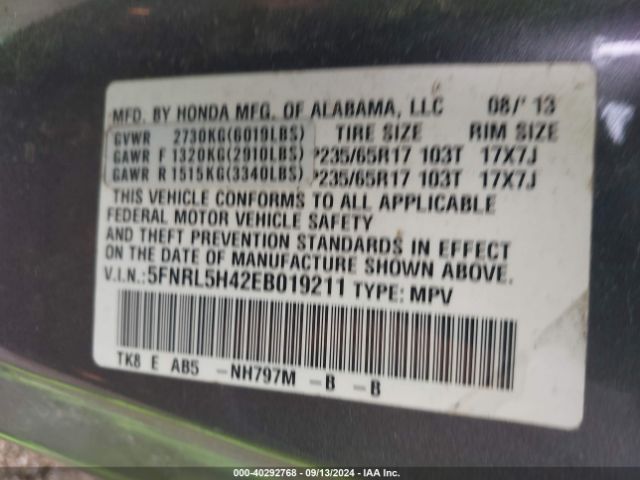 MFD. BY HONDA MFG. OF ALABAMA, LLC 08/'13
GVWR 2730KG(6019LBS) TIRE SIZE RIM SIZE
GAWR F 1320KG(2910LBS) P235/65R17 103T 17X7J
GAWR R 1515KG(3340LBS) P235/65R17 103T 17X7J
THIS VEHICLE CONFORMS TO ALL APPLICABLE
FEDERAL MOTOR VEHICLE SAFETY
AND THEFT PREVENTION STANDARDS IN EFFECT
ON THE DATE OF MANUFACTURE SHOWN ABOVE.
V.I.N.: 5FNRL5H42EB019211 TYPE: MPV
TK8 E AB5 -NH797M -B -B
000-40292768 - 09/13/2024 - IAA Inc.